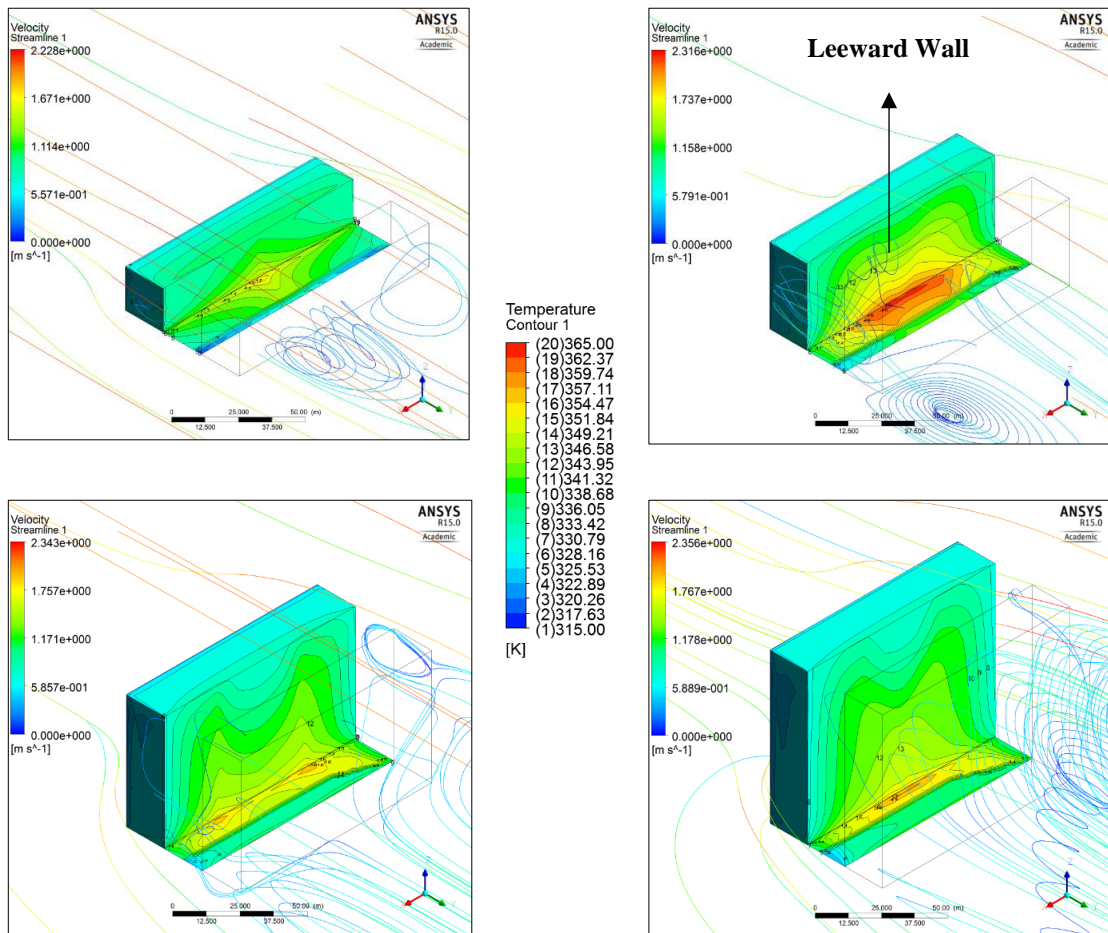 ANSYS
R15.0
Academic
Velocity
Streamline 1
2.228e+000
1.671e+000
1.114e+000
5.571e-001
0.000e+000
[m s^-1]
Z
X
Y
0 25.000 50.00 (m)
12.500 37.500
ANSYS
R15.0
Academic
Velocity
Streamline 1
2.316e+000
1.737e+000
1.158e+000
5.791e-001
0.000e+000
[m s^-1]
Leeward Wall
13
12
Z
X
Y
0 25.000 50.00 (m)
12.500 37.500
Temperature
Contour 1
(20)365.00
(19)362.37
(18)359.74
(17)357.11
(16)354.47
(15)351.84
(14)349.21
(13)346.58
(12)343.95
(11)341.32
(10)338.68
(9)336.05
(8)333.42
(7)330.79
(6)328.16
(5)325.53
(4)322.89
(3)320.26
(2)317.63
(1)315.00
[K]
ANSYS
R15.0
Academic
Velocity
Streamline 1
2.343e+000
1.757e+000
1.171e+000
5.857e-001
0.000e+000
[m s^-1]
12
Z
X
Y
0 25.000 50.00 (m)
12.500 37.500
ANSYS
R15.0
Academic
Velocity
Streamline 1
2.356e+000
1.767e+000
1.178e+000
5.889e-001
0.000e+000
[m s^-1]
10 9 8
12 13
Z
X
Y
0 25.000 50.00 (m)
12.500 37.500